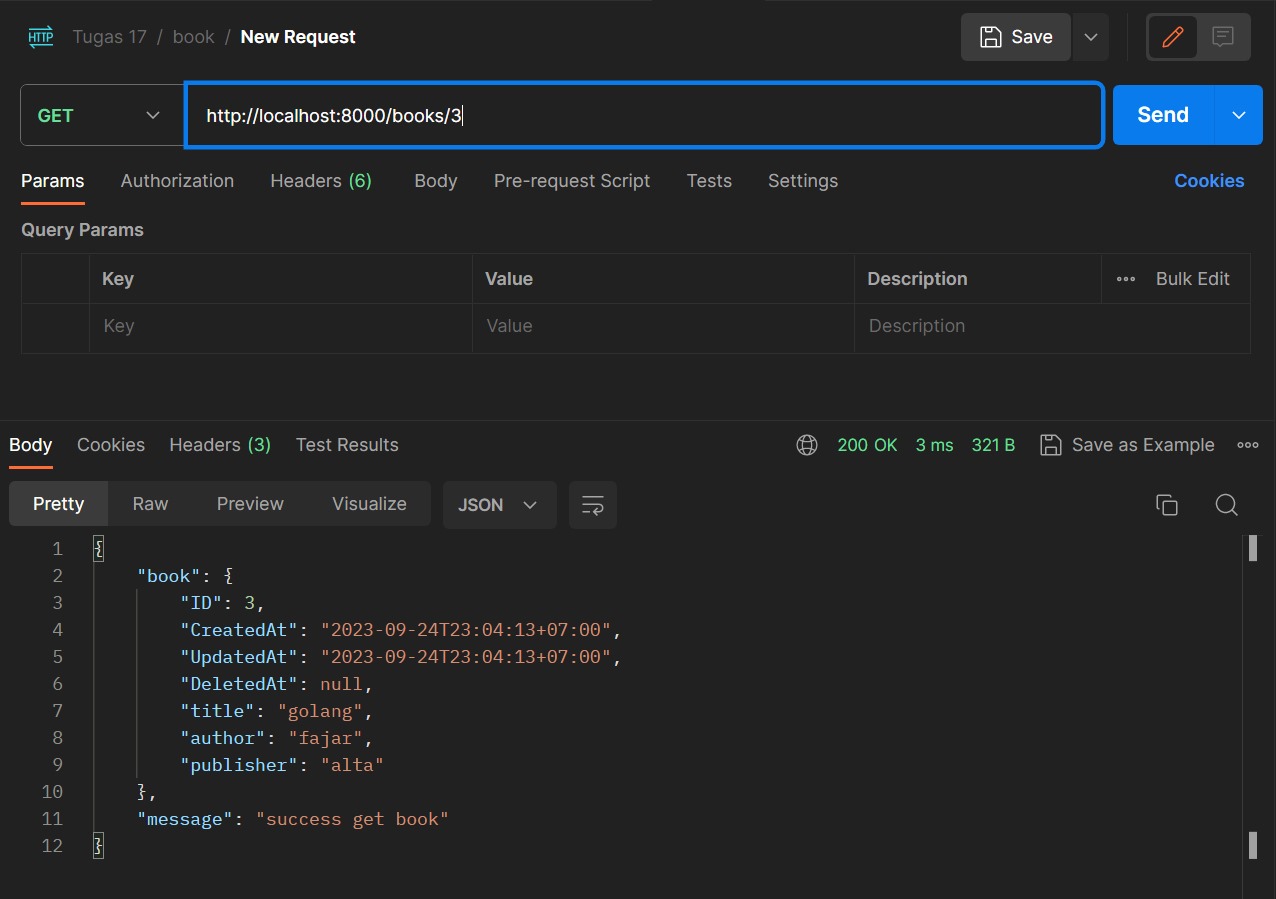 HTTP Tugas 17 / book / New Request Save
GET http://localhost:8000/books/3 Send
Params Authorization Headers (6) Body Pre-request Script Tests Settings Cookies
Query Params
Key Value Description Bulk Edit
Key Value Description
Body Cookies Headers (3) Test Results 200 OK 3 ms 321 B Save as Example
Pretty Raw Preview Visualize JSON
1 {
2 "book": {
3 "ID": 3,
4 "CreatedAt": "2023-09-24T23:04:13+07:00",
5 "UpdatedAt": "2023-09-24T23:04:13+07:00",
6 "DeletedAt": null,
7 "title": "golang",
8 "author": "fajar",
9 "publisher": "alta"
10 },
11 "message": "success get book"
12 }